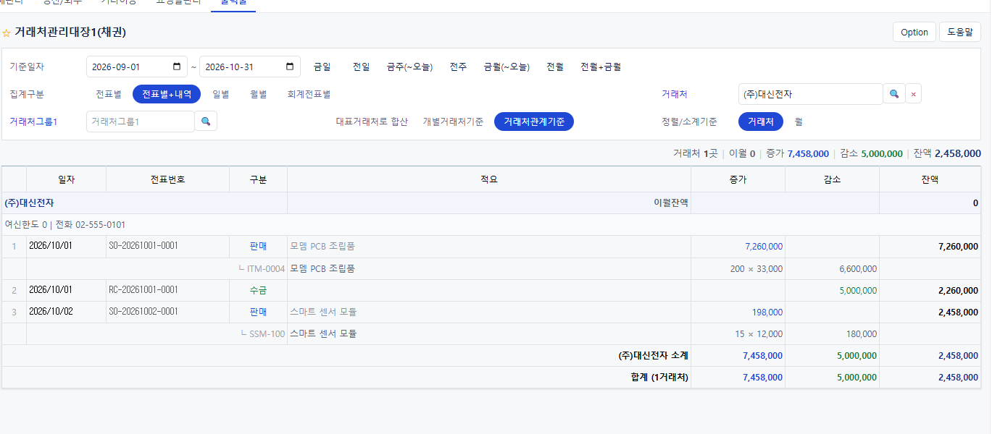 출력물
☆ 거래처관리대장1(채권) Option 도움말
기준일자 2026-09-01 ~ 2026-10-31 금일 전일 금주(~오늘) 전주 금월(~오늘) 전월 전월+금월
집계구분 전표별 전표별+내역 일별 월별 회계전표별 거래처 (주)대신전자 ×
거래처그룹1 거래처그룹1 대표거래처로 합산 개별거래처기준 거래처관계기준 정렬/소계기준 거래처 월
거래처 1곳 | 이월 0 | 증가 7,458,000 | 감소 5,000,000 | 잔액 2,458,000
일자 전표번호 구분 적요 증가 감소 잔액
(주)대신전자 이월잔액 0
여신한도 0 | 전화 02-555-0101
1 2026/10/01 SO-20261001-0001 판매 모뎀 PCB 조립품 7,260,000 7,260,000
└ ITM-0004 모뎀 PCB 조립품 200 × 33,000 6,600,000
2 2026/10/01 RC-20261001-0001 수금 5,000,000 2,260,000
3 2026/10/02 SO-20261002-0001 판매 스마트 센서 모듈 198,000 2,458,000
└ SSM-100 스마트 센서 모듈 15 × 12,000 180,000
(주)대신전자 소계 7,458,000 5,000,000 2,458,000
합계 (1거래처) 7,458,000 5,000,000 2,458,000